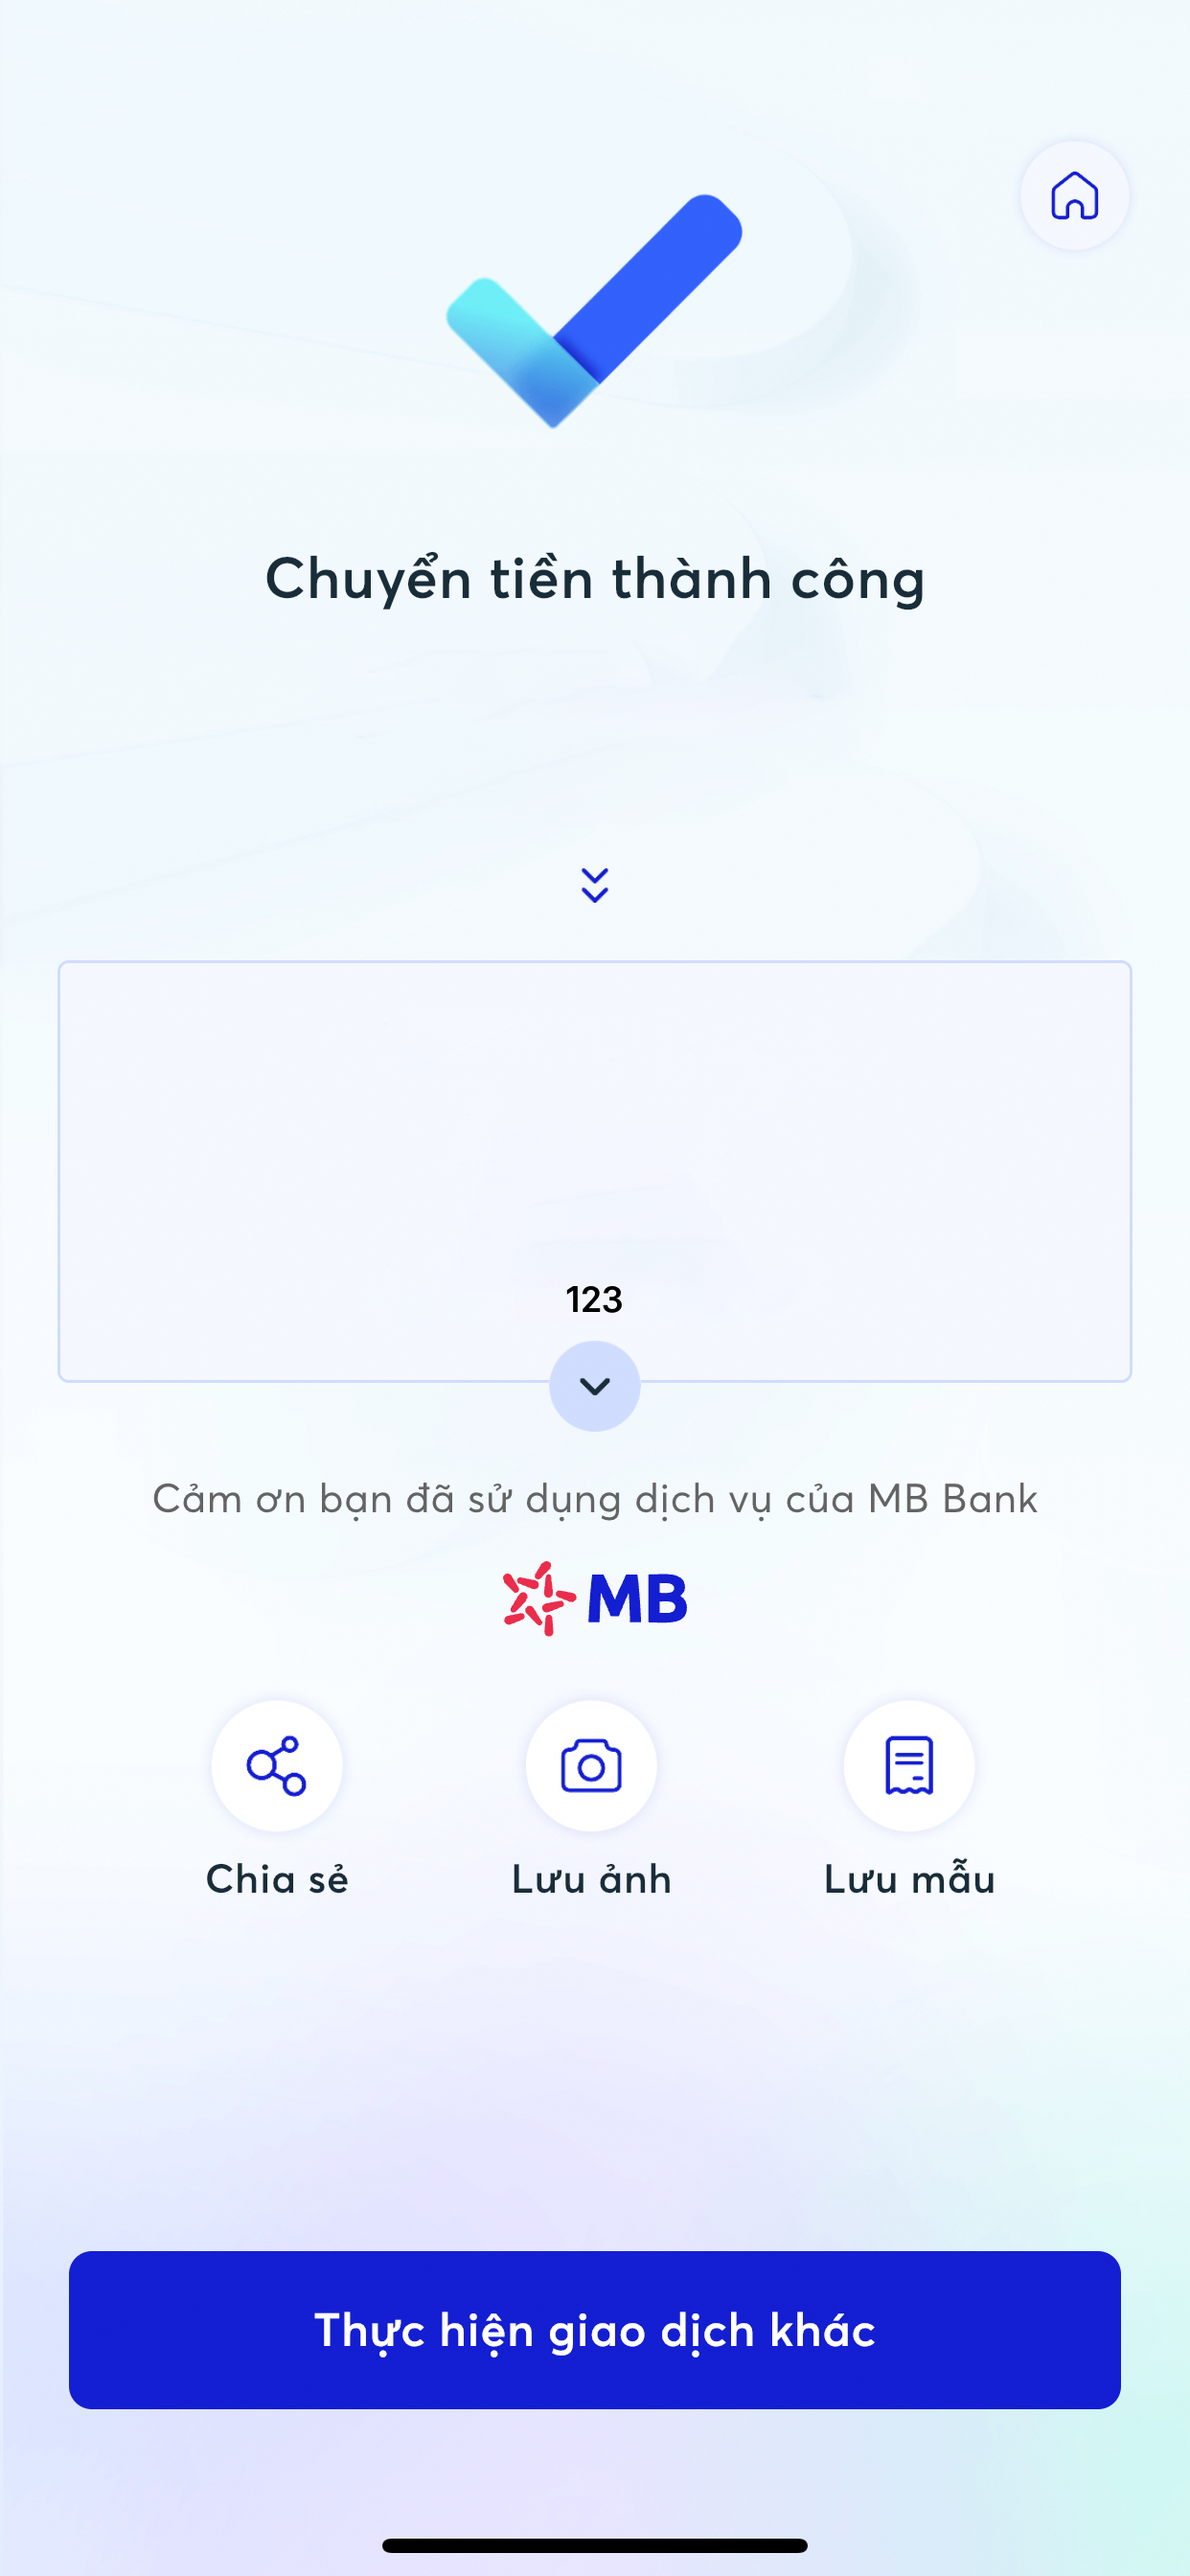 Chuyển tiền thành công
123
Cảm ơn bạn đã sử dụng dịch vụ của MB Bank
MB
Chia sẻ
Lưu ảnh
Lưu mẫu
Thực hiện giao dịch khác